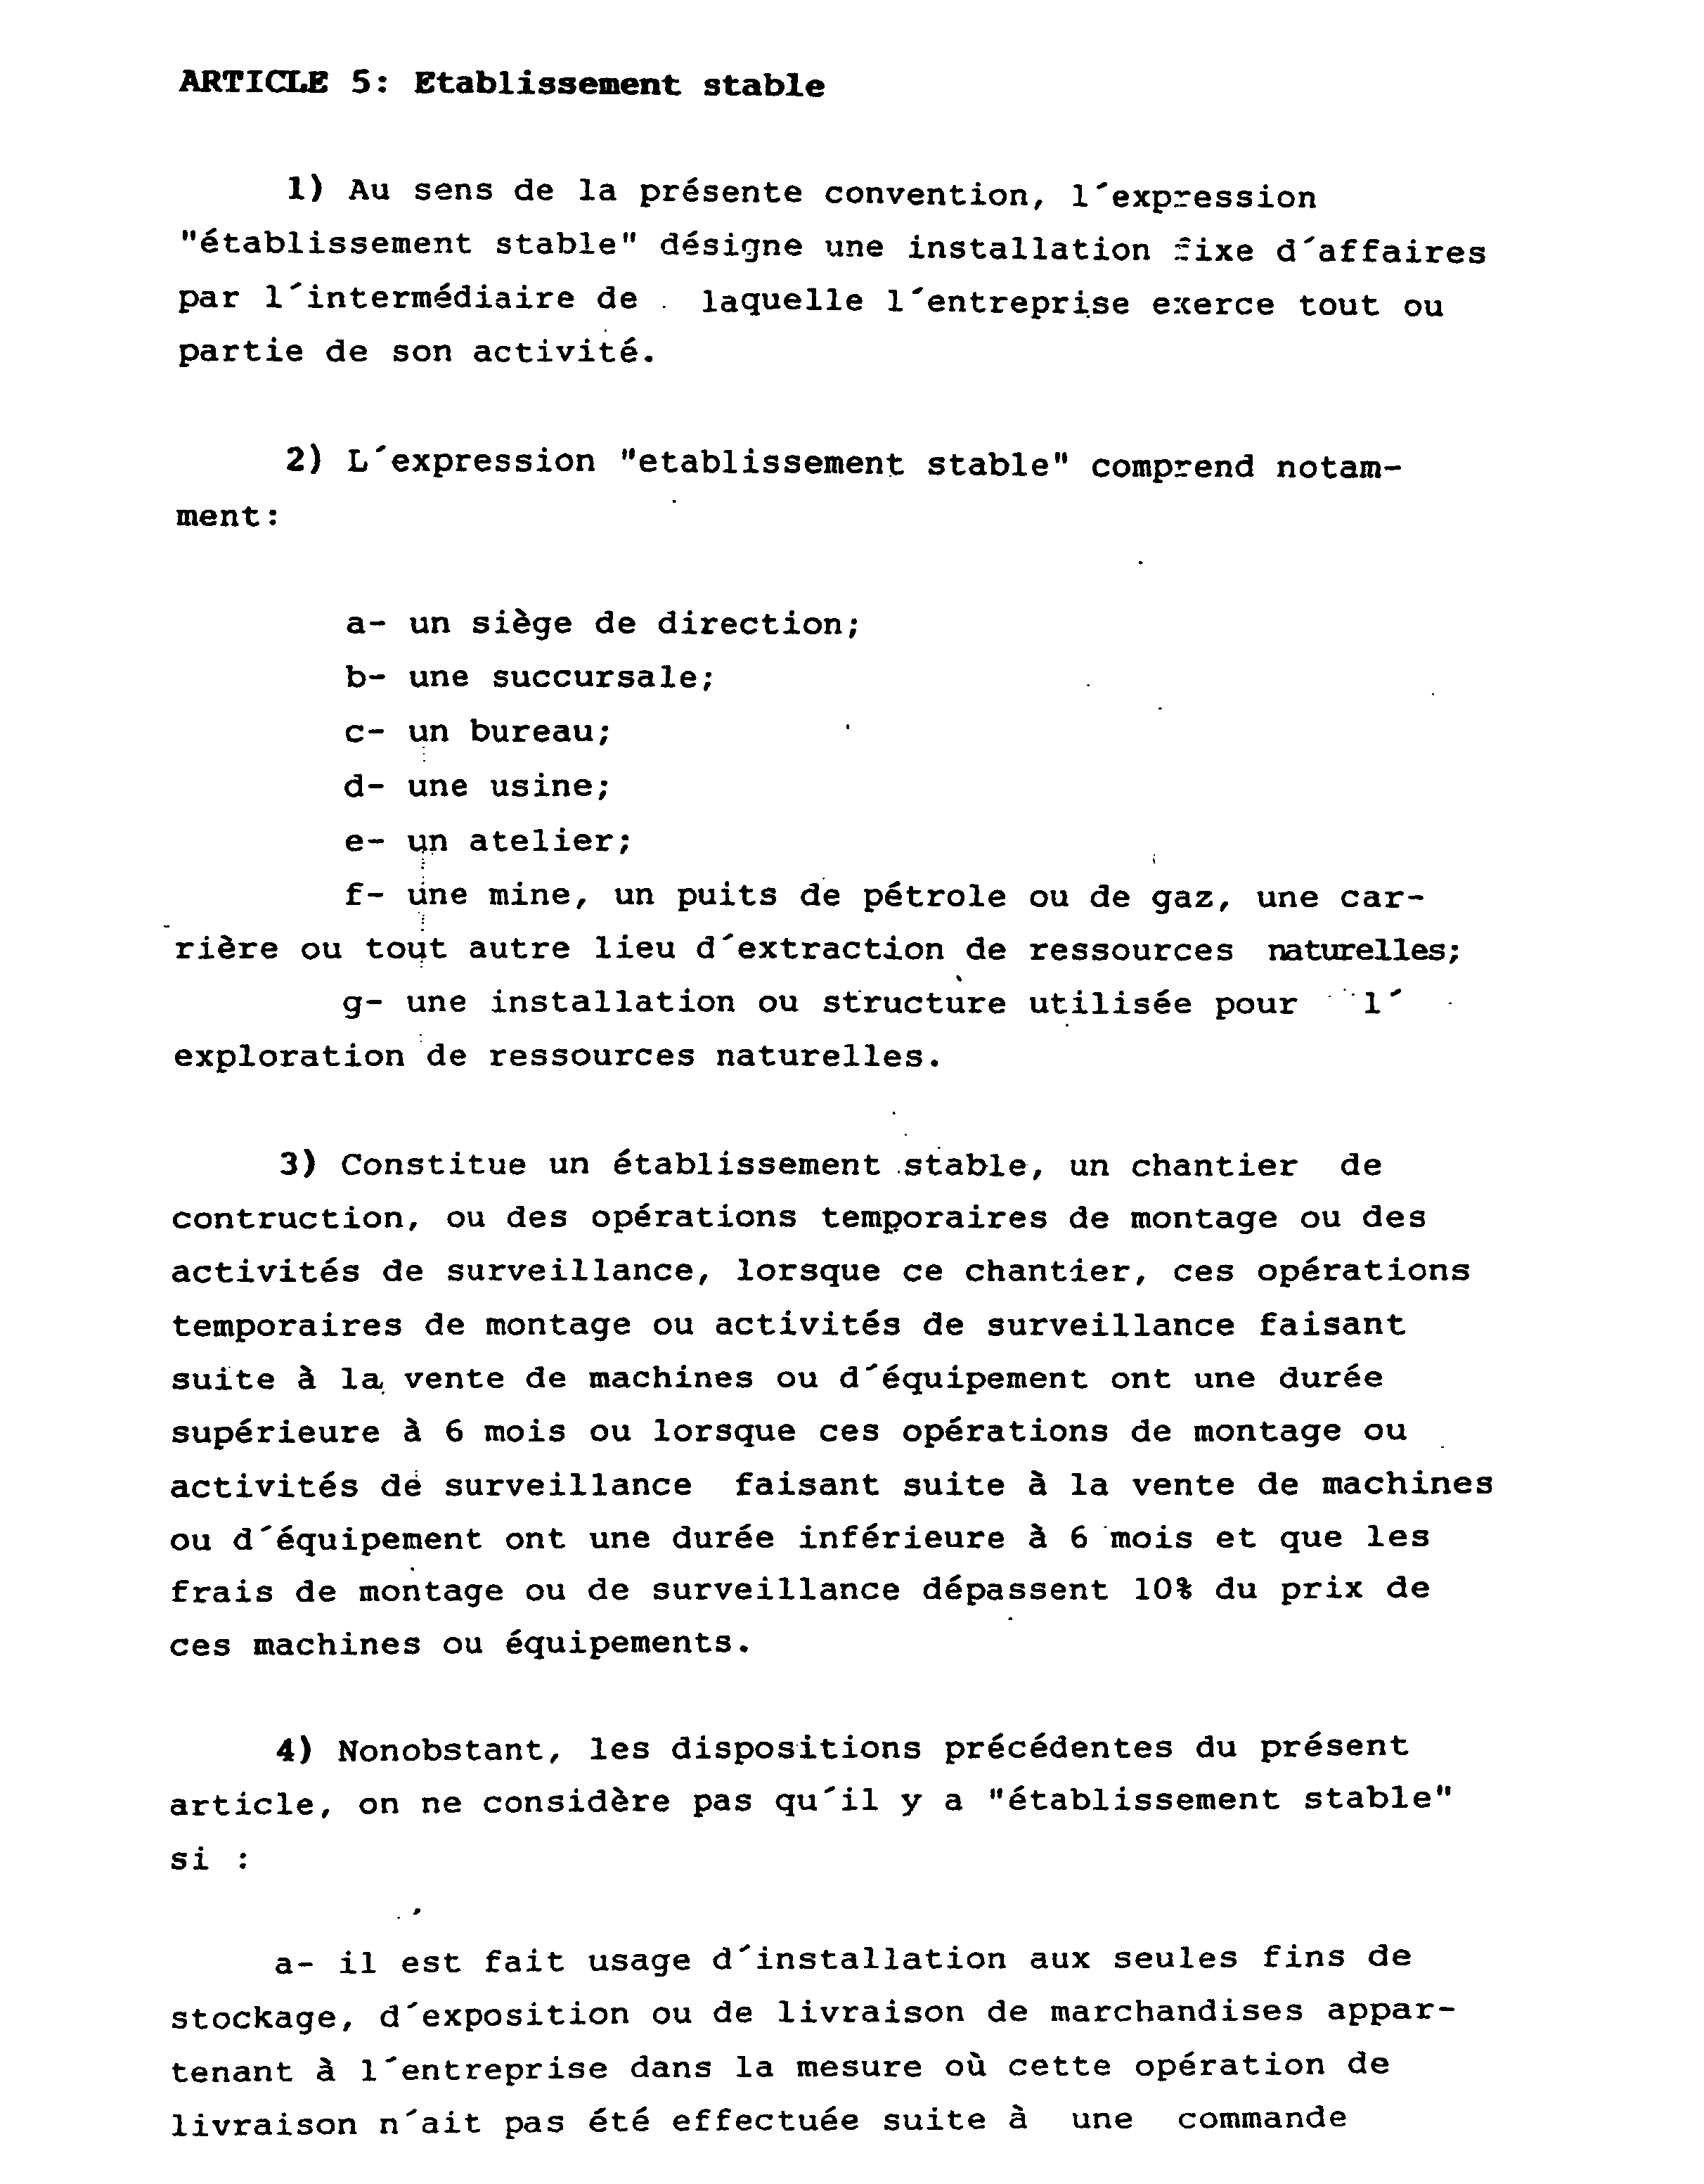 ARTICLE 5: Etablissement stable
1) Au sens de la présente convention, l´expression
"établissement stable" désigne une installation fixe d´affaires
par l´intermédiaire de laquelle l´entreprise exerce tout ou
partie de son activité.
2) L´expression "etablissement stable" comprend notam-
ment:
a- un siège de direction;
b- une succursale;
c- un bureau;
d- une usine;
e- un atelier;
f- une mine, un puits de pétrole ou de gaz, une car-
rière ou tout autre lieu d´extraction de ressources naturelles;
g- une installation ou structure utilisée pour l´
exploration de ressources naturelles.
3) Constitue un établissement stable, un chantier de
contruction, ou des opérations temporaires de montage ou des
activités de surveillance, lorsque ce chantier, ces opérations
temporaires de montage ou activités de surveillance faisant
suite à la vente de machines ou d´équipement ont une durée
supérieure à 6 mois ou lorsque ces opérations de montage ou
activités de surveillance faisant suite à la vente de machines
ou d´équipement ont une durée inférieure à 6 mois et que les
frais de montage ou de surveillance dépassent 10% du prix de
ces machines ou équipements.
4) Nonobstant, les dispositions précédentes du présent
article, on ne considère pas qu´il y a "établissement stable"
si :
a- il est fait usage d´installation aux seules fins de
stockage, d´exposition ou de livraison de marchandises appar-
tenant à l´entreprise dans la mesure où cette opération de
livraison n´ait pas été effectuée suite à une commande